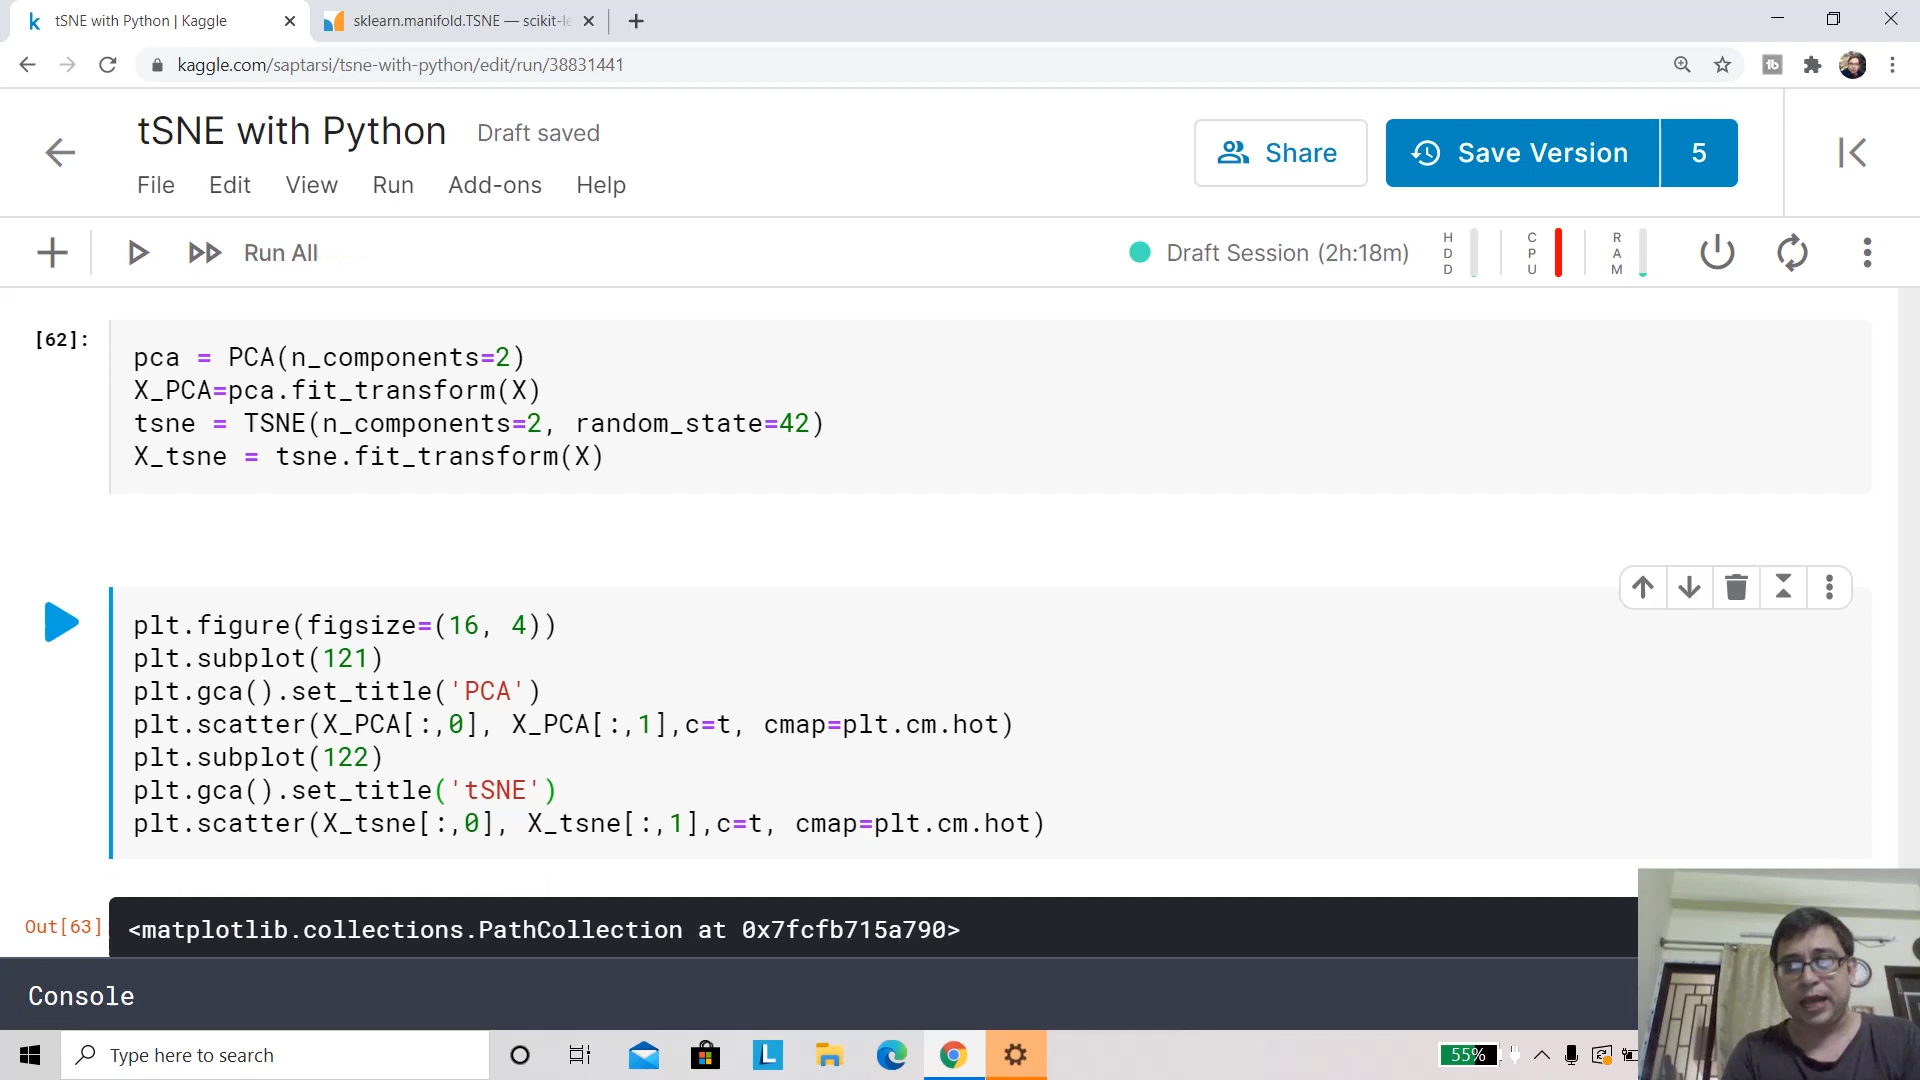 tSNE with Python | Kaggle
sklearn.manifold.TSNE — scikit-le
kaggle.com/saptarsi/tsne-with-python/edit/run/38831441
tSNE with Python
Draft saved
File Edit View Run Add-ons Help
Share
Save Version
5
Run All
Draft Session (2h:18m)
HDD
CPU
RAM
[62]:
pca = PCA(n_components=2)
X_PCA=pca.fit_transform(X)
tsne = TSNE(n_components=2, random_state=42)
X_tsne = tsne.fit_transform(X)
plt.figure(figsize=(16, 4))
plt.subplot(121)
plt.gca().set_title('PCA')
plt.scatter(X_PCA[:,0], X_PCA[:,1],c=t, cmap=plt.cm.hot)
plt.subplot(122)
plt.gca().set_title('tSNE')
plt.scatter(X_tsne[:,0], X_tsne[:,1],c=t, cmap=plt.cm.hot)
Out[63]
<matplotlib.collections.PathCollection at 0x7fcfb715a790>
Console
Type here to search
55%